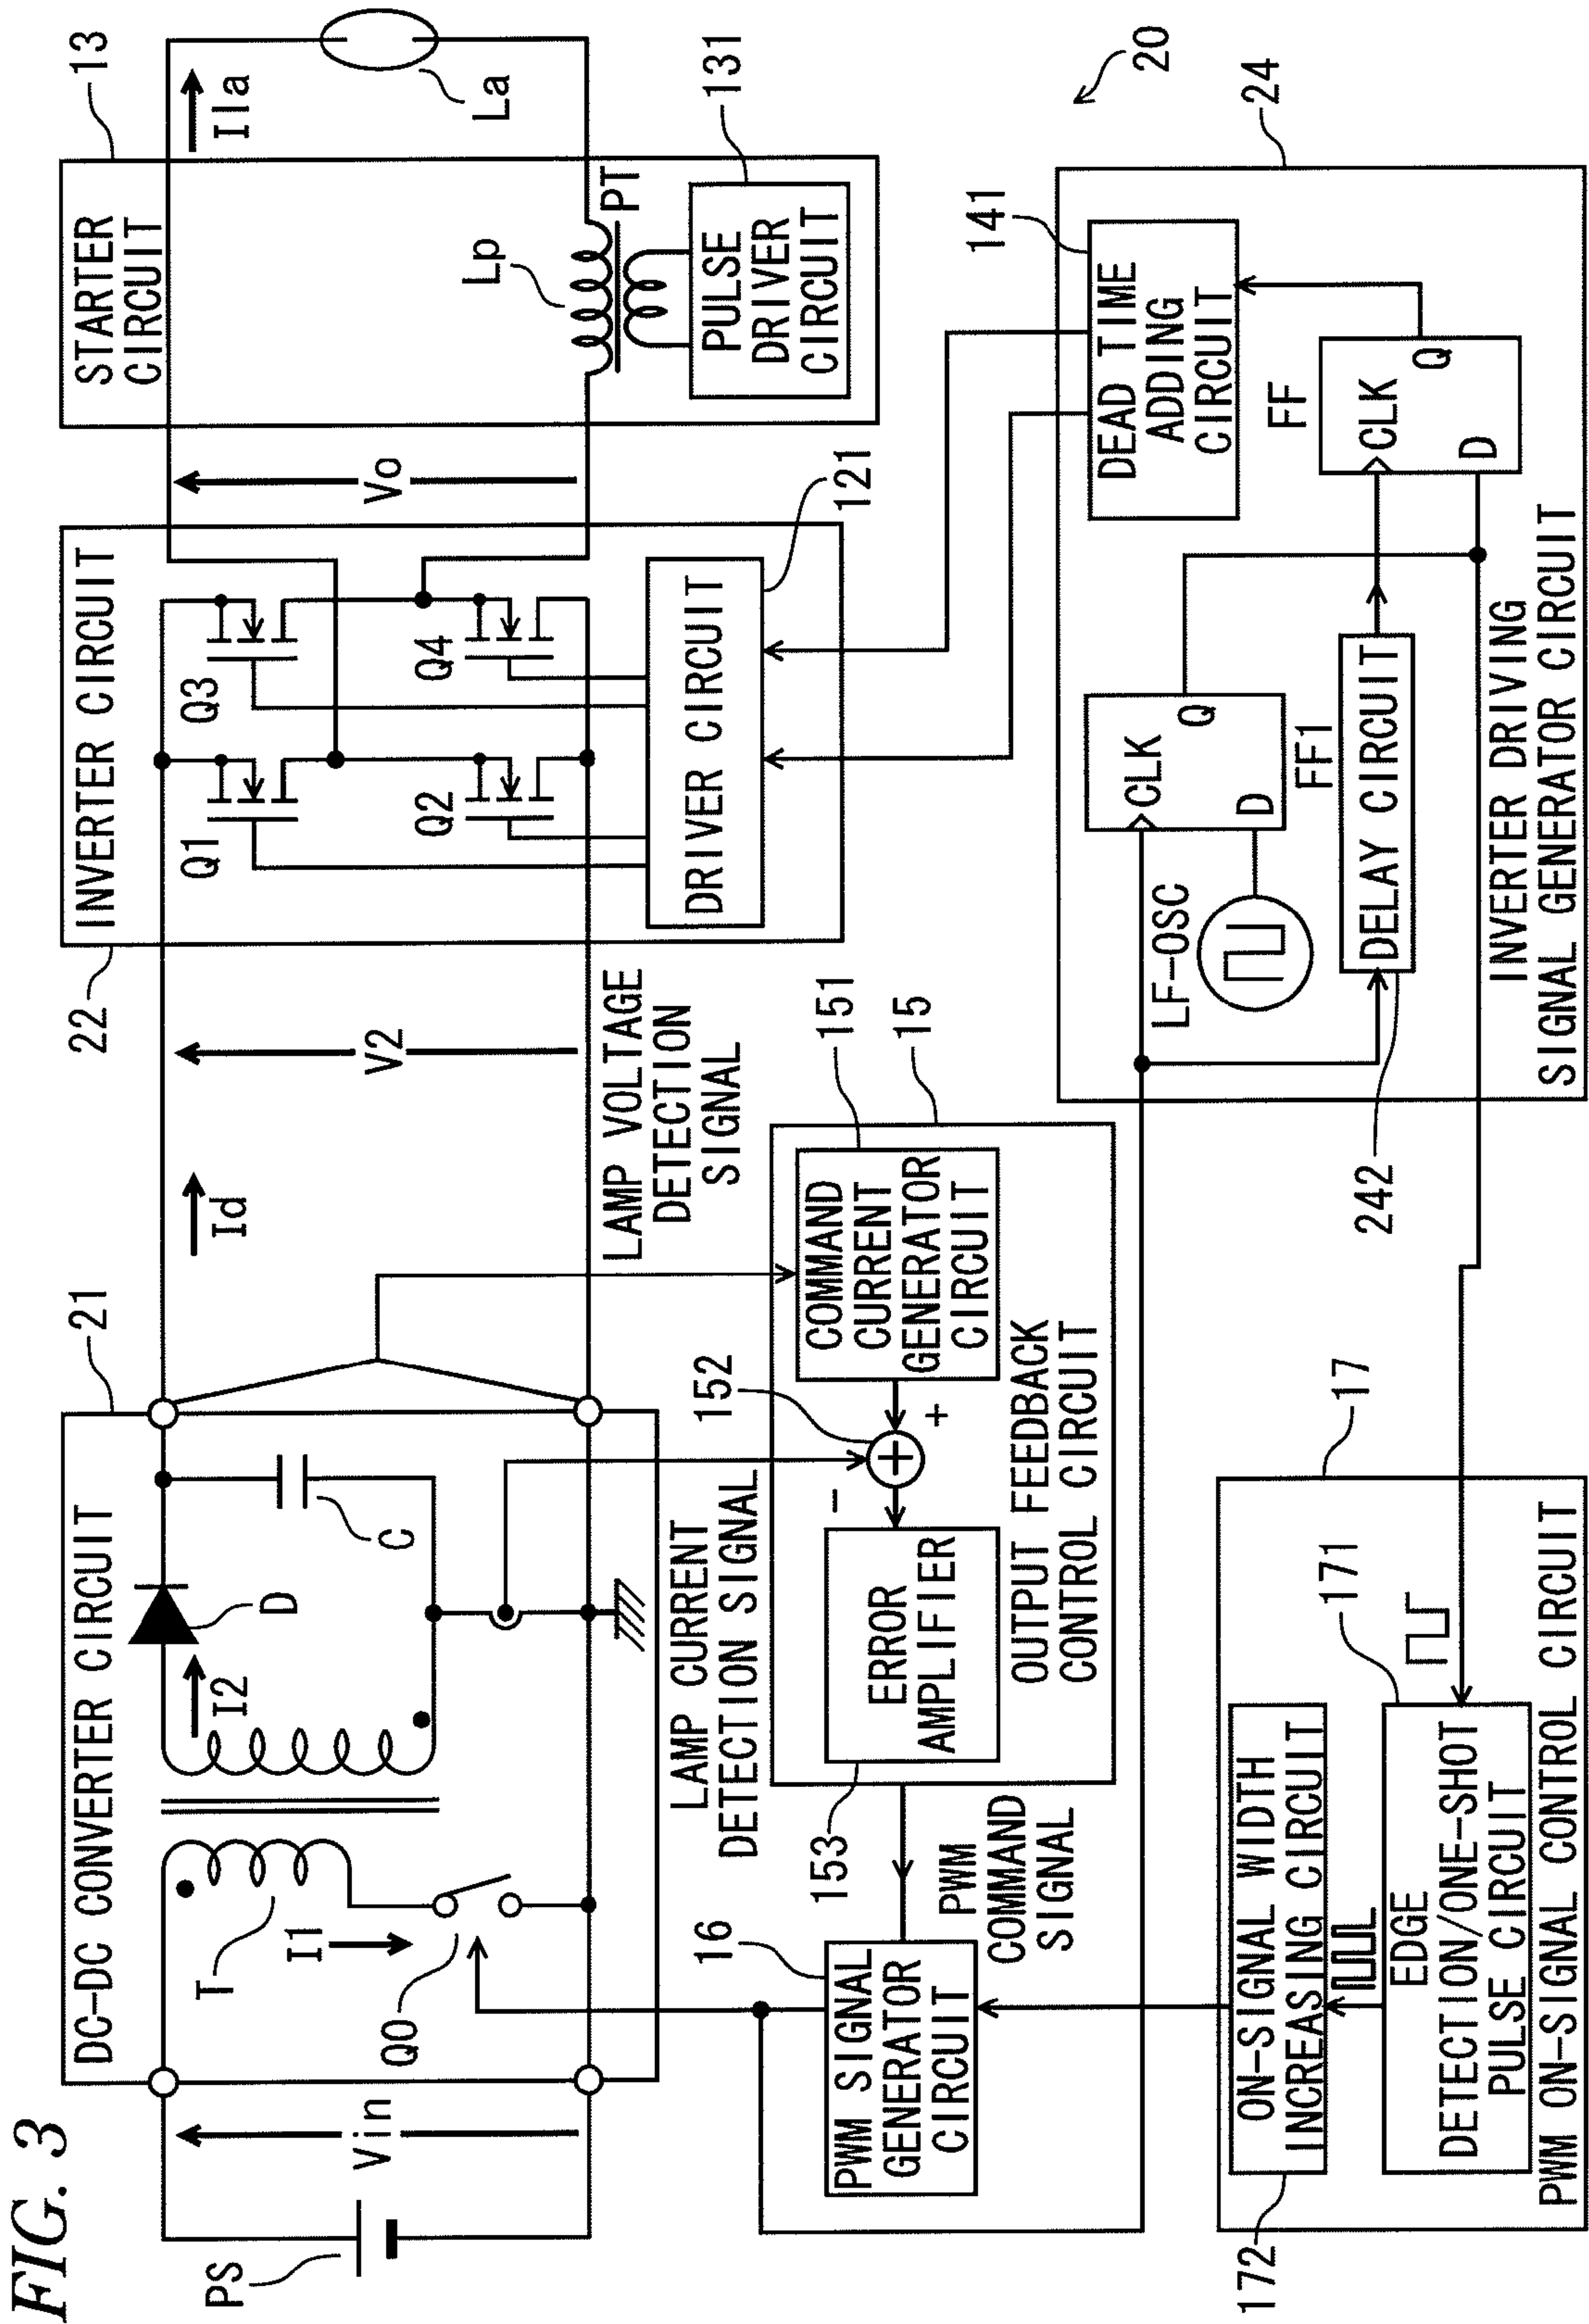 FIG. 3
DC-DC CONVERTER CIRCUIT
21
Id
V2
22
INVERTER CIRCUIT
Vo
STARTER
CIRCUIT
13
Ila
La
PS
Vin
T
I1
Q0
I2
D
C
Q1
Q2
Q3
Q4
DRIVER CIRCUIT
121
Lp
PT
PULSE
DRIVER
CIRCUIT
131
LAMP VOLTAGE
DETECTION
SIGNAL
LAMP CURRENT
DETECTION SIGNAL
16
PWM SIGNAL
GENERATOR
CIRCUIT
PWM
COMMAND
SIGNAL
153
ERROR
AMPLIFIER
152
+
−
COMMAND
CURRENT
GENERATOR
CIRCUIT
151
15
OUTPUT FEEDBACK
CONTROL CIRCUIT
20
24
141
DEAD TIME
ADDING
CIRCUIT
LF-OSC
CLK
D
Q
FF1
DELAY CIRCUIT
242
CLK
D
Q
FF
INVERTER DRIVING
SIGNAL GENERATOR CIRCUIT
17
172
ON-SIGNAL WIDTH
INCREASING CIRCUIT
171
EDGE
DETECTION/ONE-SHOT
PULSE CIRCUIT
PWM ON-SIGNAL CONTROL CIRCUIT